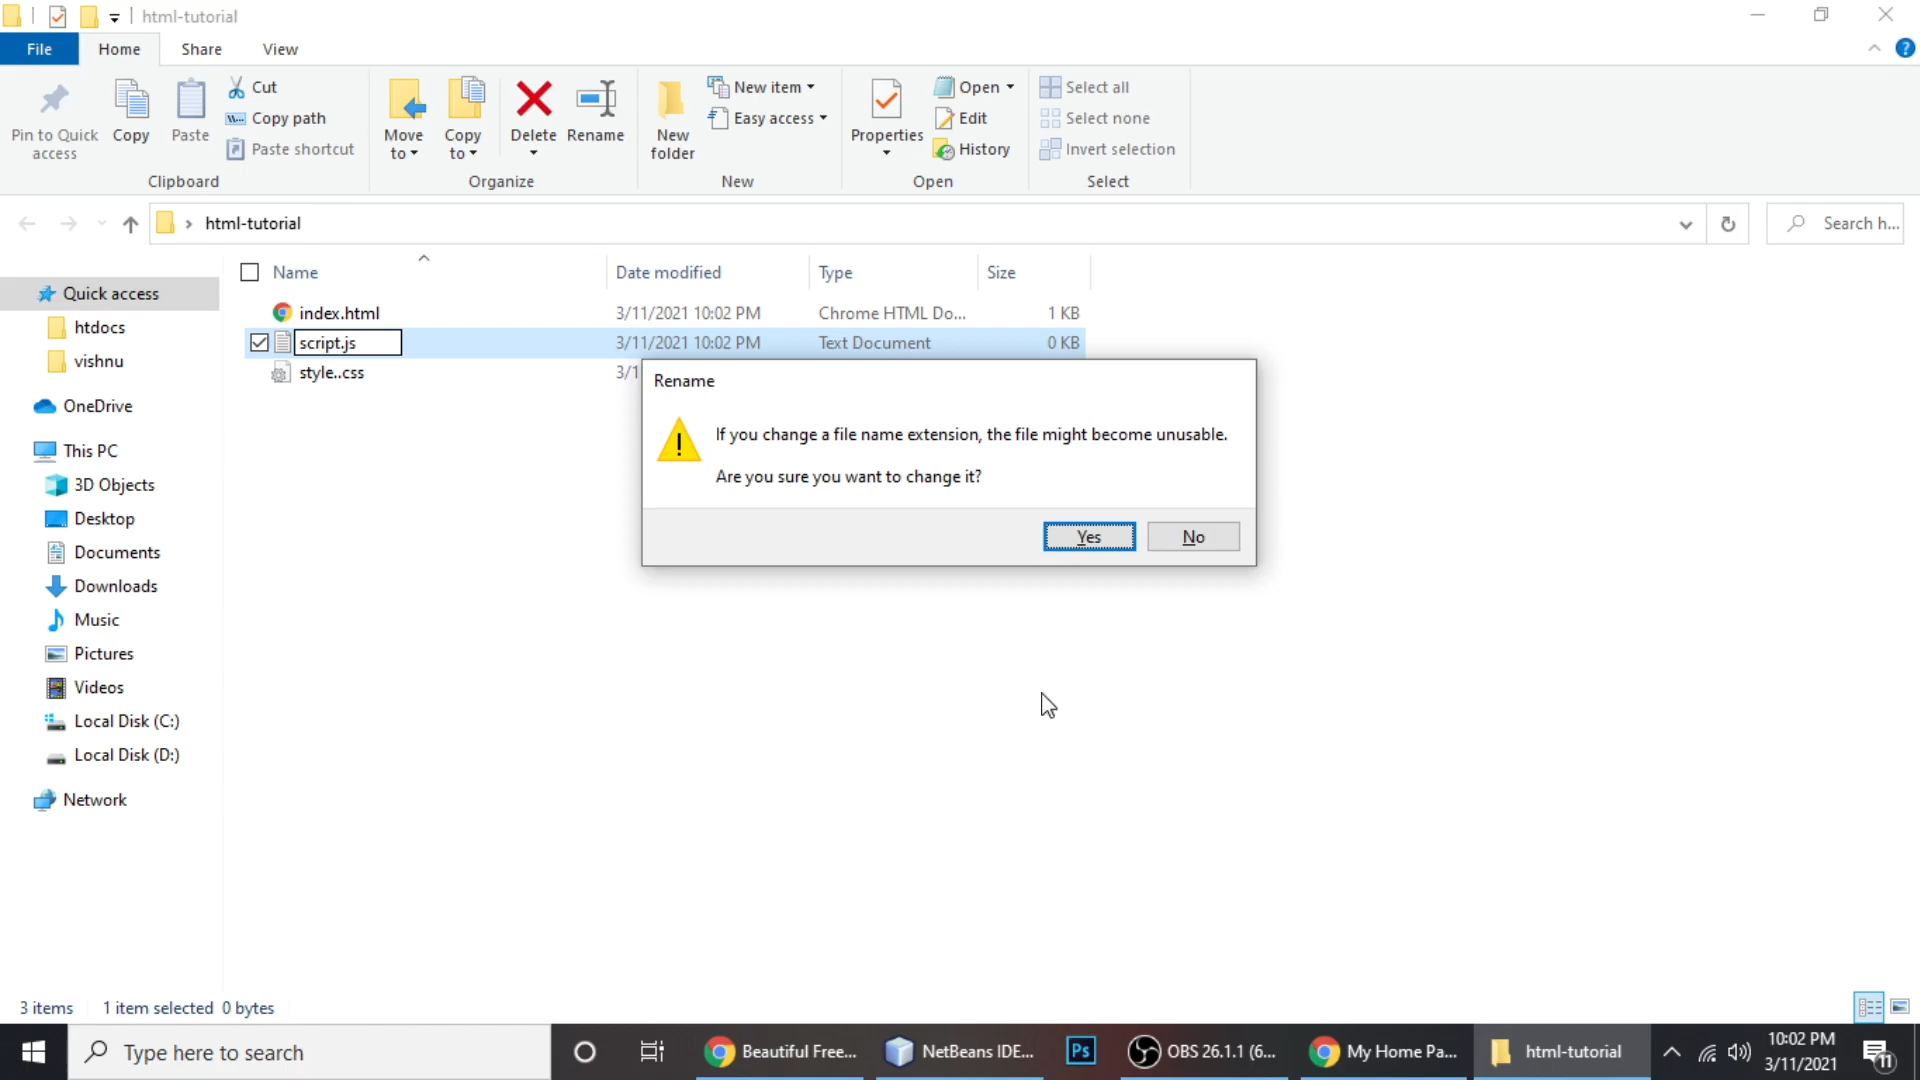 html-tutorial
File Home Share View
Pin to Quick access
Copy
Paste
Cut
Copy path
Paste shortcut
Clipboard
Move to
Copy to
Delete
Rename
Organize
New folder
New item
Easy access
New
Properties
Open
Edit
History
Open
Select all
Select none
Invert selection
Select
html-tutorial
Search h...
Name Date modified Type Size
index.html 3/11/2021 10:02 PM Chrome HTML Do... 1 KB
script.js 3/11/2021 10:02 PM Text Document 0 KB
style..css 3/1
Quick access
htdocs
vishnu
OneDrive
This PC
3D Objects
Desktop
Documents
Downloads
Music
Pictures
Videos
Local Disk (C:)
Local Disk (D:)
Network
Rename
If you change a file name extension, the file might become unusable.
Are you sure you want to change it?
Yes No
3 items 1 item selected 0 bytes
Type here to search
Beautiful Free...
NetBeans IDE...
Ps
OBS 26.1.1 (6...
My Home Pa...
html-tutorial
10:02 PM
3/11/2021
11